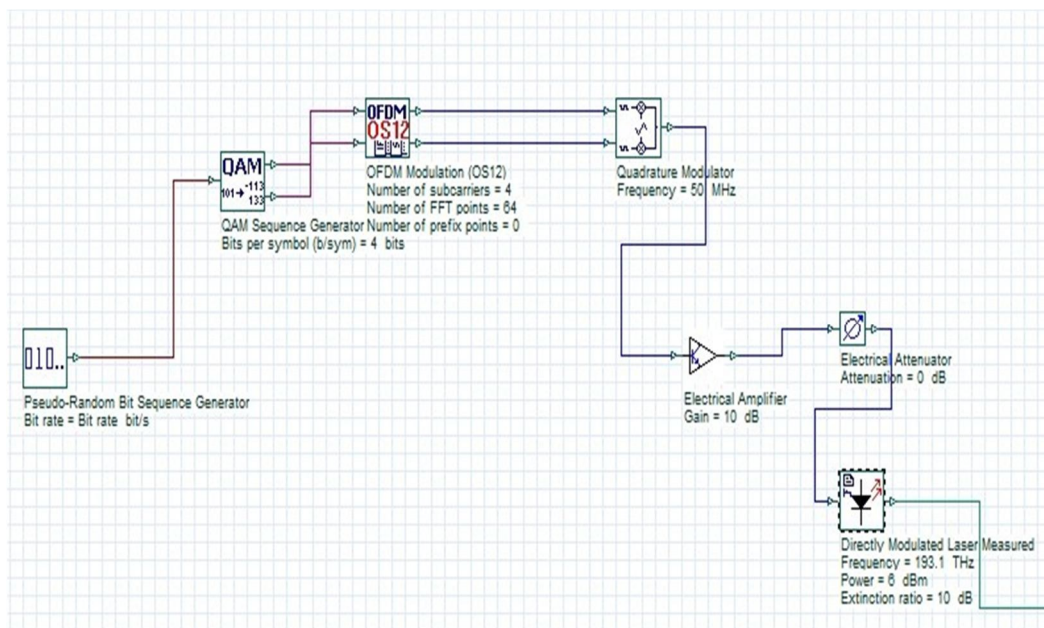 OFDM
OS12
QAM
101→ -113
133
OFDM Modulation (OS12)
Number of subcarriers = 4
Number of FFT points = 64
Number of prefix points = 0
QAM Sequence Generator
Bits per symbol (b/sym) = 4 bits
Quadrature Modulator
Frequency = 50 MHz
010..
Pseudo-Random Bit Sequence Generator
Bit rate = Bit rate bit/s
Electrical Attenuator
Attenuation = 0 dB
Electrical Amplifier
Gain = 10 dB
Directly Modulated Laser Measured
Frequency = 193.1 THz
Power = 6 dBm
Extinction ratio = 10 dB